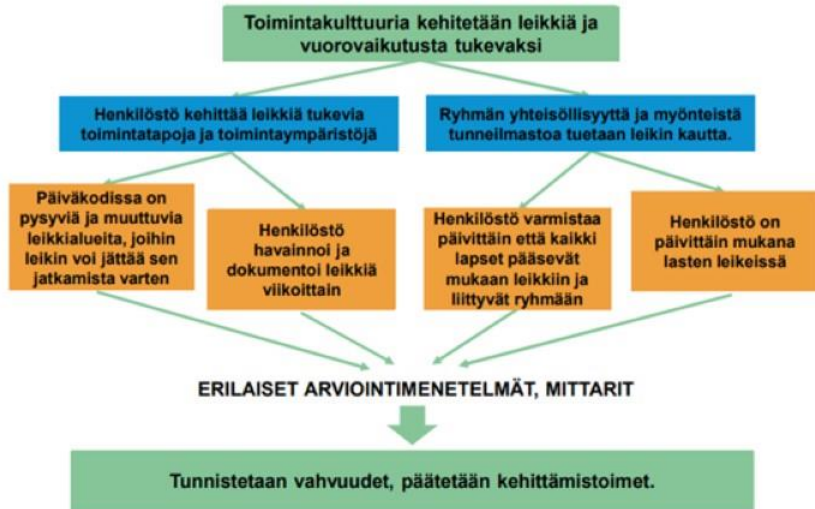 Toimintakulttuuria kehitetään leikkiä ja
vuorovaikutusta tukevaksi
Henkilöstö kehittää leikkiä tukevia
toimintatapoja ja toimintaympäristöjä
Ryhmän yhteisöllisyyttä ja myönteistä
tunneilmastoa tuetaan leikin kautta.
Päiväkodissa on
pysyviä ja muuttuvia
leikkialueita, joihin
leikin voi jättää sen
jatkamista varten
Henkilöstö
havainnoi ja
dokumentoi leikkiä
viikoittain
Henkilöstö varmistaa
päivittäin että kaikki
lapset pääsevät
mukaan leikkiin ja
liittyvät ryhmään
Henkilöstö on
päivittäin mukana
lasten leikeissä
ERILAISET ARVIOINTIMENETELMÄT, MITTARIT
Tunnistetaan vahvuudet, päätetään kehittämistoimet.